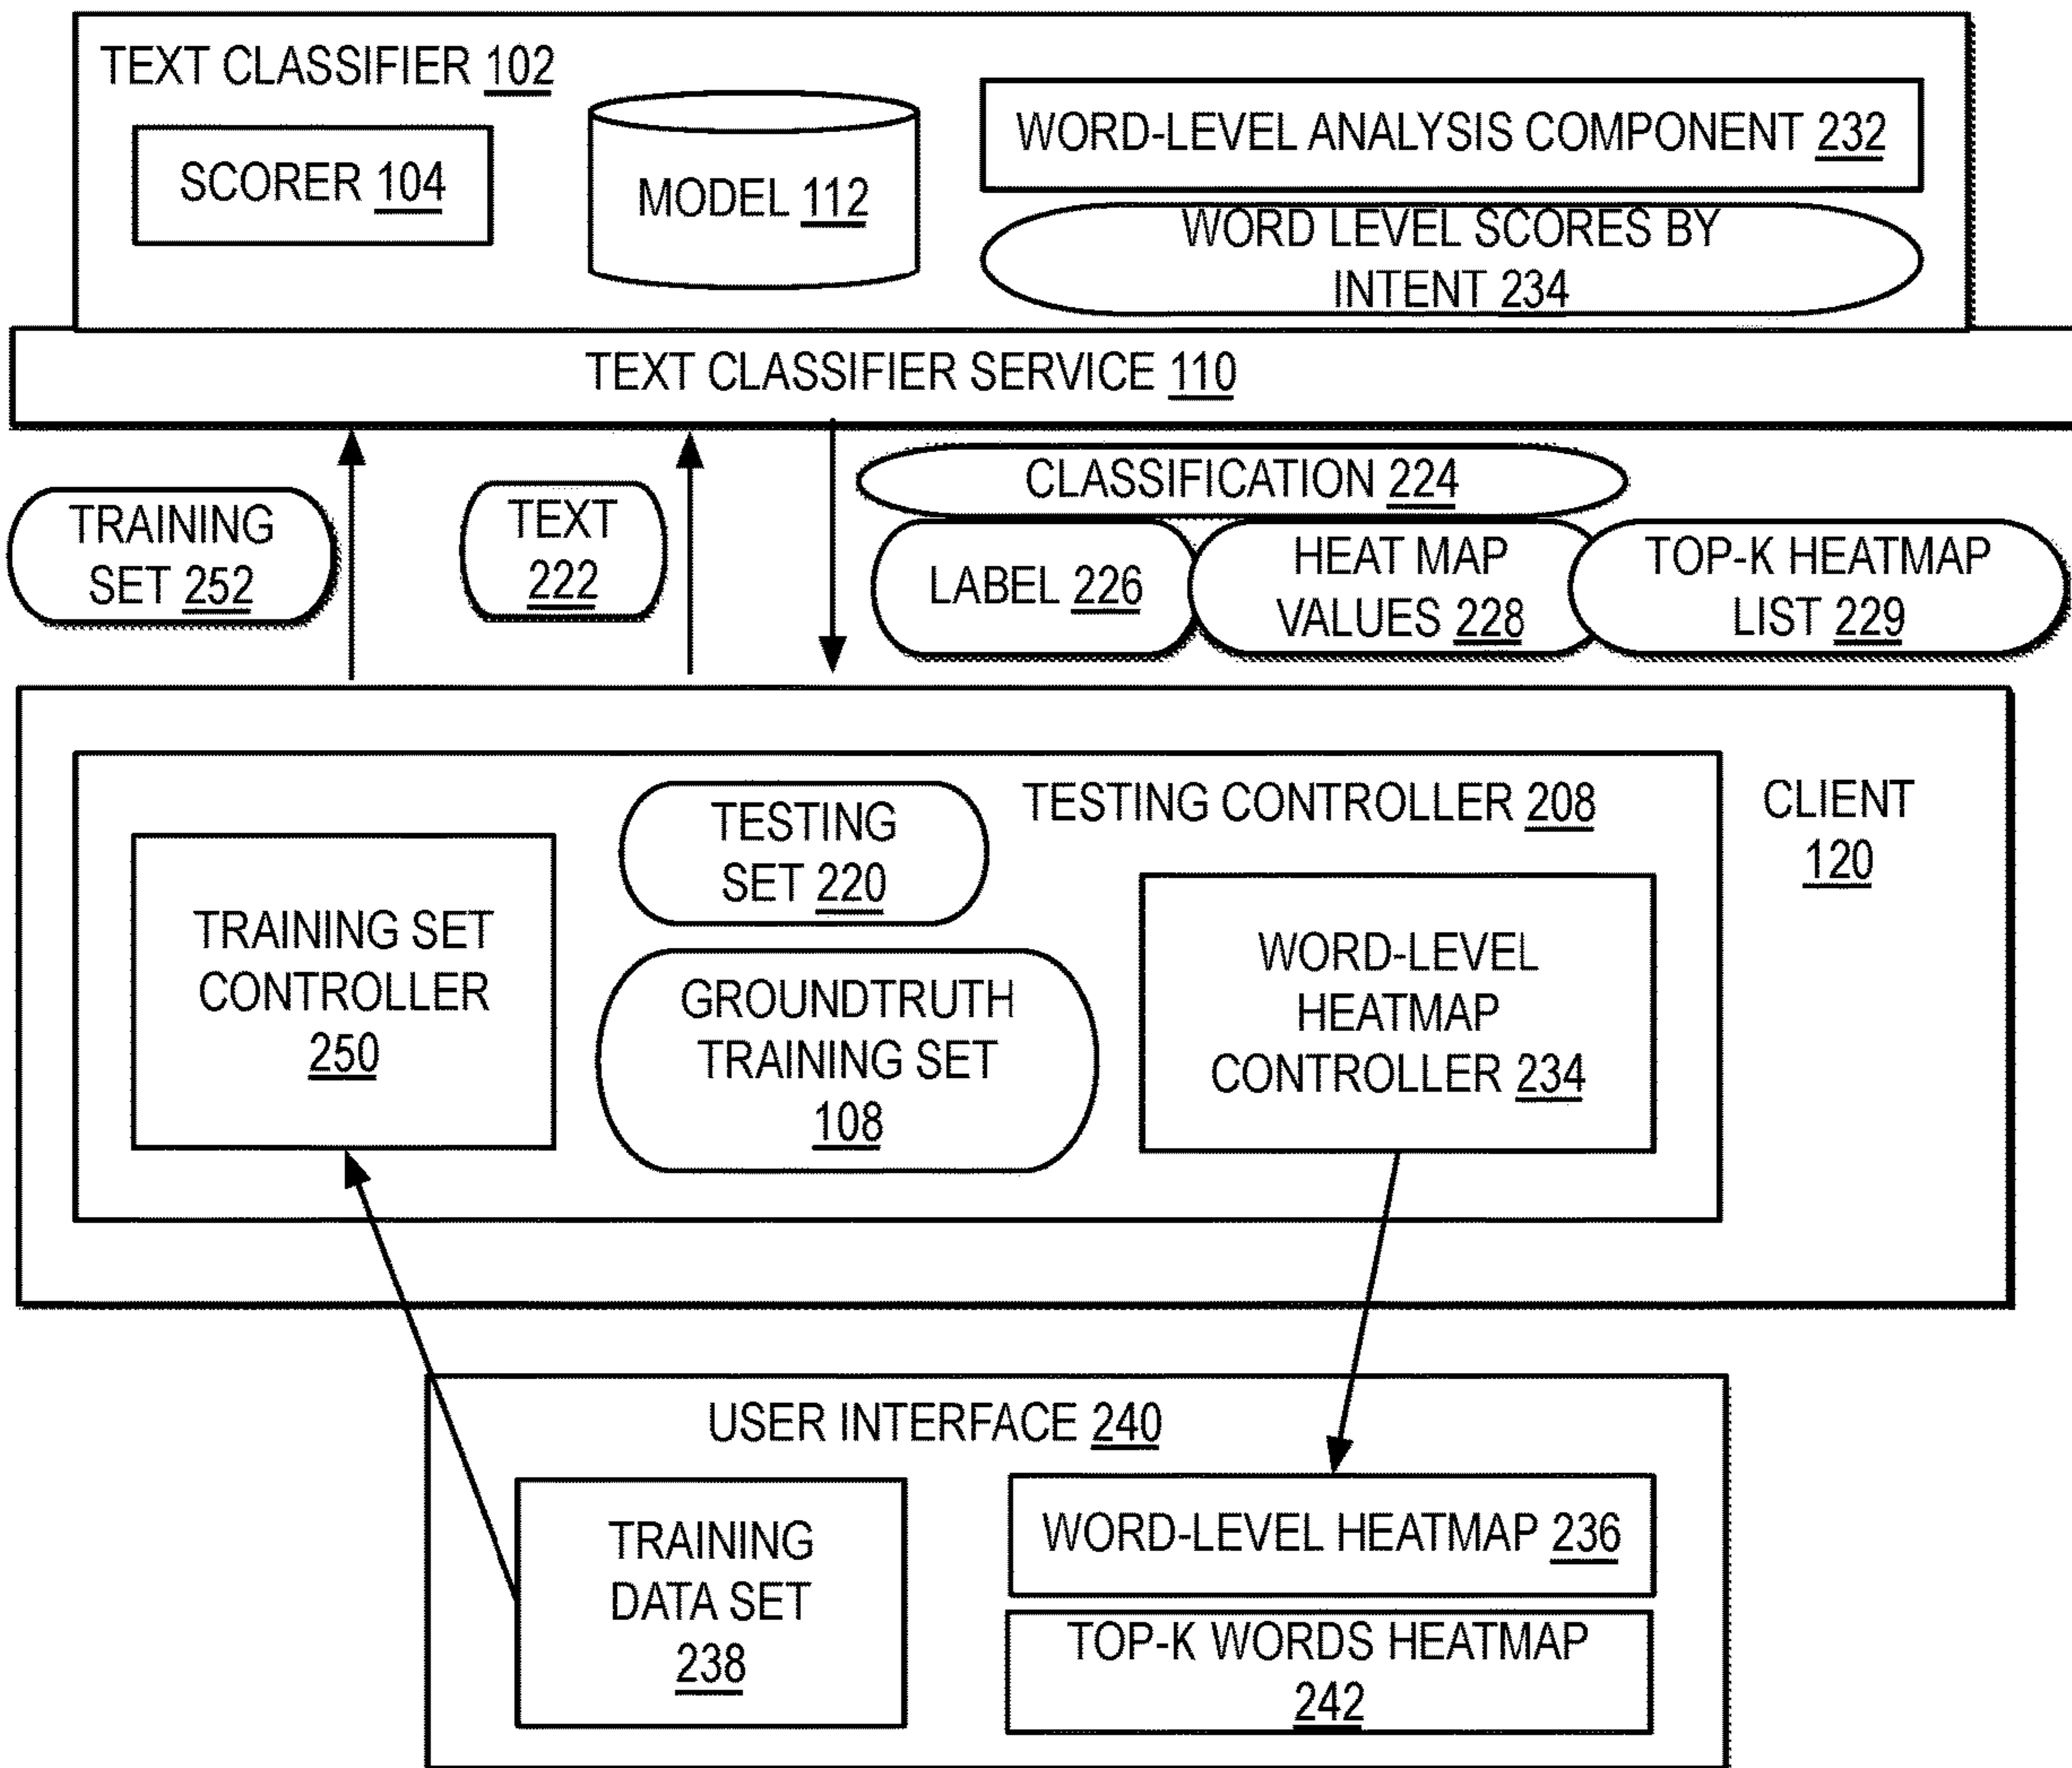 TEXT CLASSIFIER 102
SCORER 104
MODEL 112
WORD-LEVEL ANALYSIS COMPONENT 232
WORD LEVEL SCORES BY
INTENT 234
TEXT CLASSIFIER SERVICE 110
TRAINING
SET 252
TEXT
222
CLASSIFICATION 224
LABEL 226
HEAT MAP
VALUES 228
TOP-K HEATMAP
LIST 229
TESTING CONTROLLER 208
CLIENT
120
TRAINING SET
CONTROLLER
250
TESTING
SET 220
GROUNDTRUTH
TRAINING SET
108
WORD-LEVEL
HEATMAP
CONTROLLER 234
USER INTERFACE 240
TRAINING
DATA SET
238
WORD-LEVEL HEATMAP 236
TOP-K WORDS HEATMAP
242